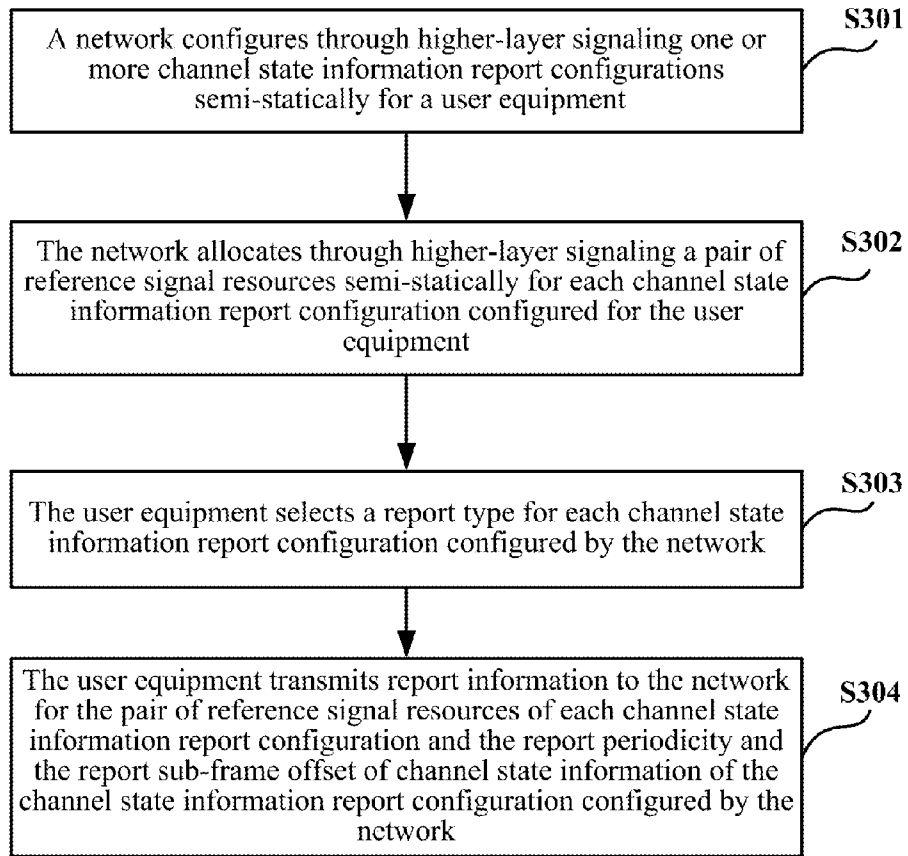 S301
A network configures through higher-layer signaling one or
more channel state information report configurations
semi-statically for a user equipment
S302
The network allocates through higher-layer signaling a pair of
reference signal resources semi-statically for each channel state
information report configuration configured for the user
equipment
S303
The user equipment selects a report type for each channel state
information report configuration configured by the network
S304
The user equipment transmits report information to the network
for the pair of reference signal resources of each channel state
information report configuration and the report periodicity and
the report sub-frame offset of channel state information of the
channel state information report configuration configured by the
network